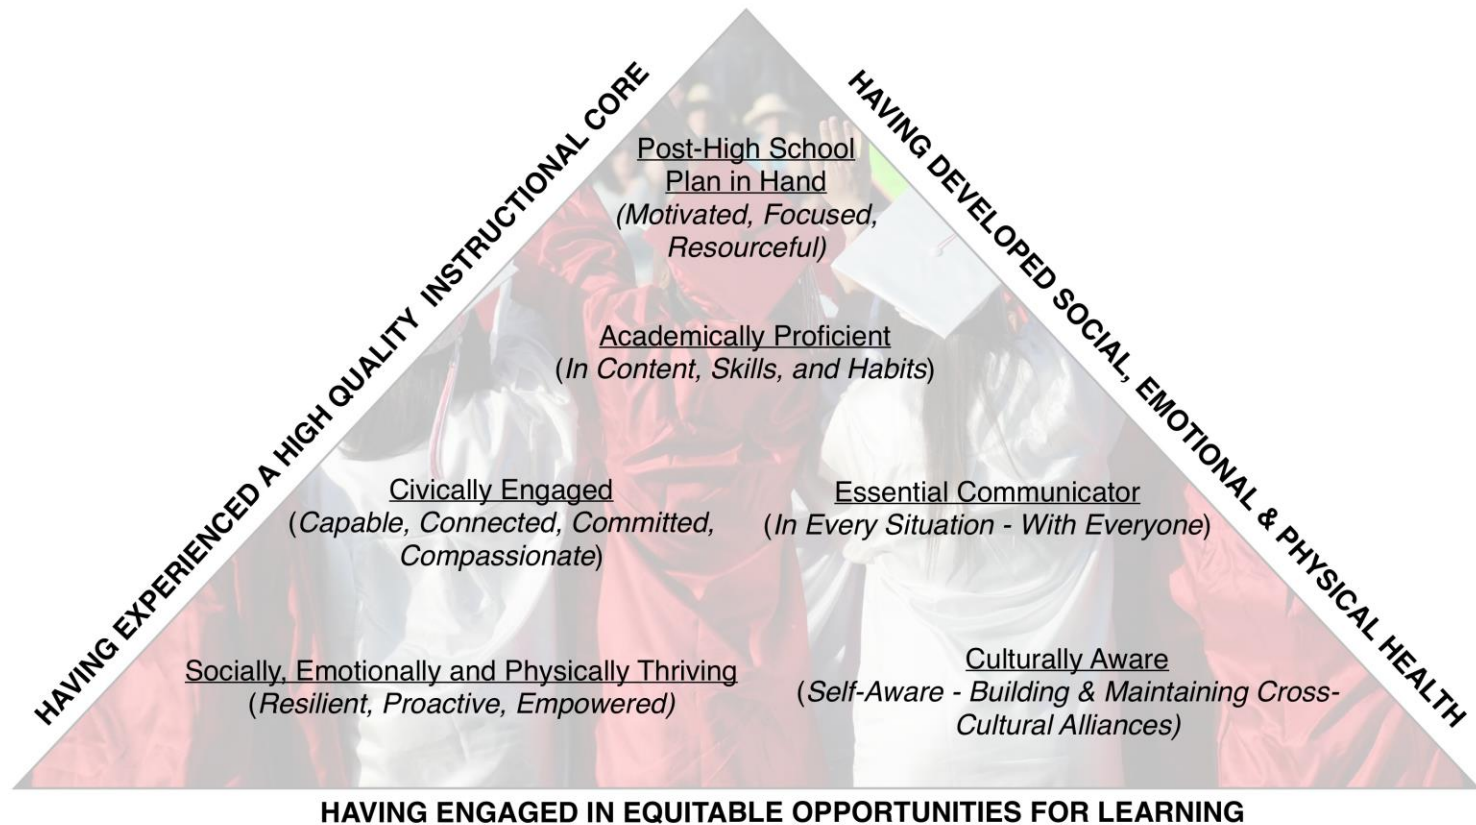 HAVING EXPERIENCED A HIGH QUALITY INSTRUCTIONAL CORE
HAVING DEVELOPED SOCIAL, EMOTIONAL & PHYSICAL HEALTH
Post-High School
Plan in Hand
(Motivated, Focused,
Resourceful)
Academically Proficient
(In Content, Skills, and Habits)
Civically Engaged
(Capable, Connected, Committed,
Compassionate)
Essential Communicator
(In Every Situation - With Everyone)
Socially, Emotionally and Physically Thriving
(Resilient, Proactive, Empowered)
Culturally Aware
(Self-Aware - Building & Maintaining Cross-
Cultural Alliances)
HAVING ENGAGED IN EQUITABLE OPPORTUNITIES FOR LEARNING